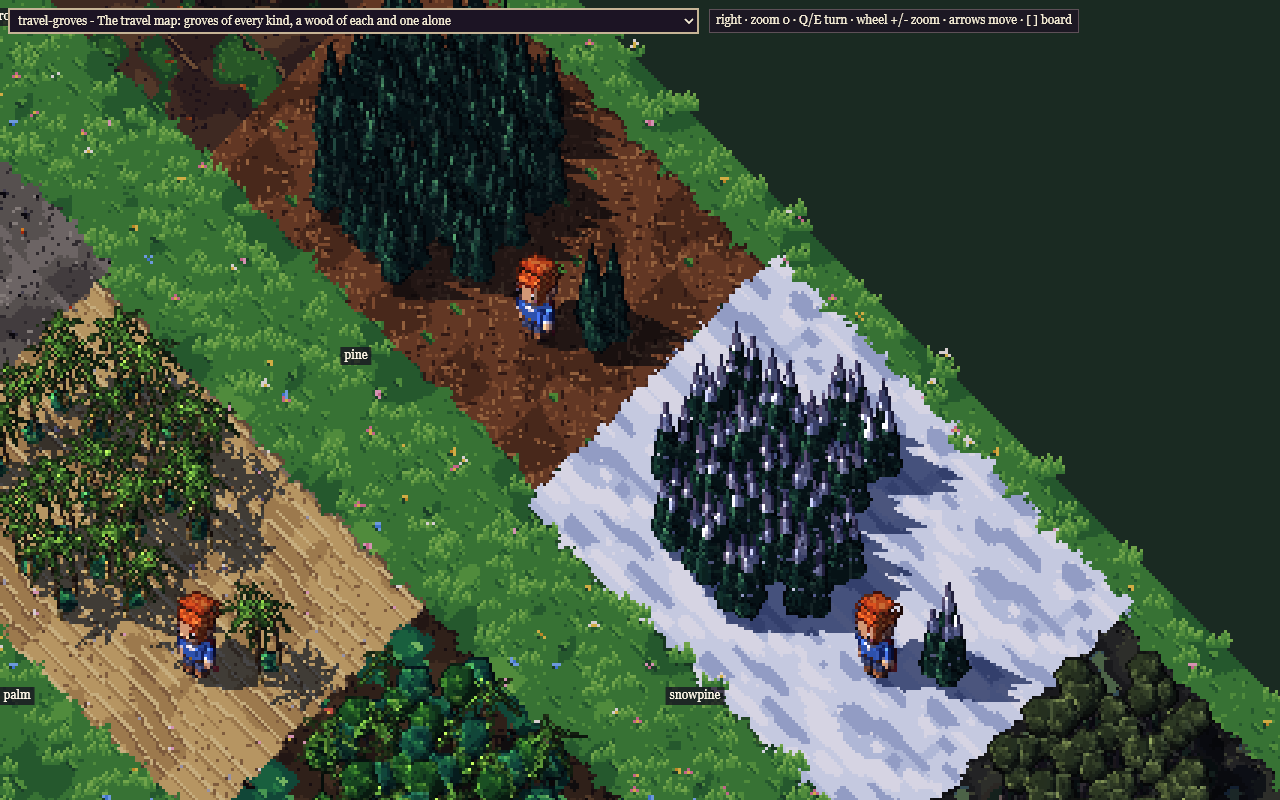 travel-groves - The travel map: groves of every kind, a wood of each and one alone
right · zoom 0 · Q/E turn · wheel +/- zoom · arrows move · [ ] board
pine
palm
snowpine